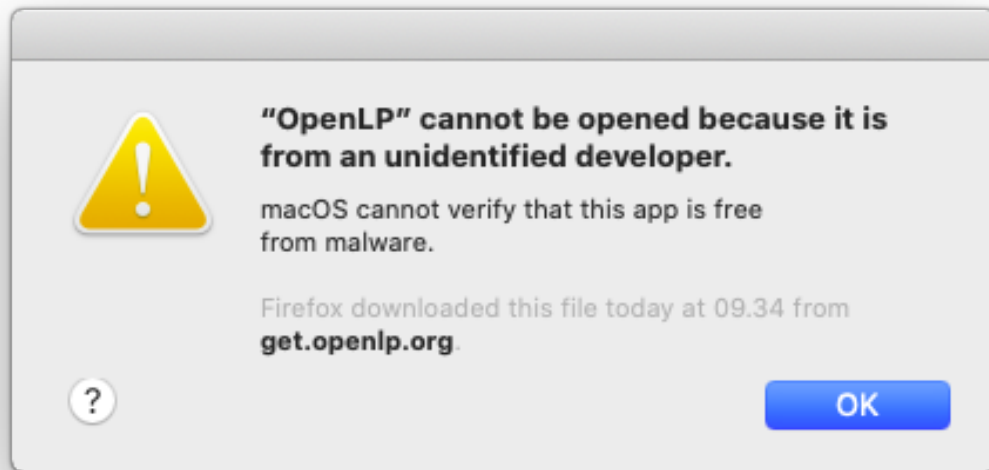 “OpenLP” cannot be opened because it is
from an unidentified developer.
macOS cannot verify that this app is free
from malware.
Firefox downloaded this file today at 09.34 from
get.openlp.org.
?
OK